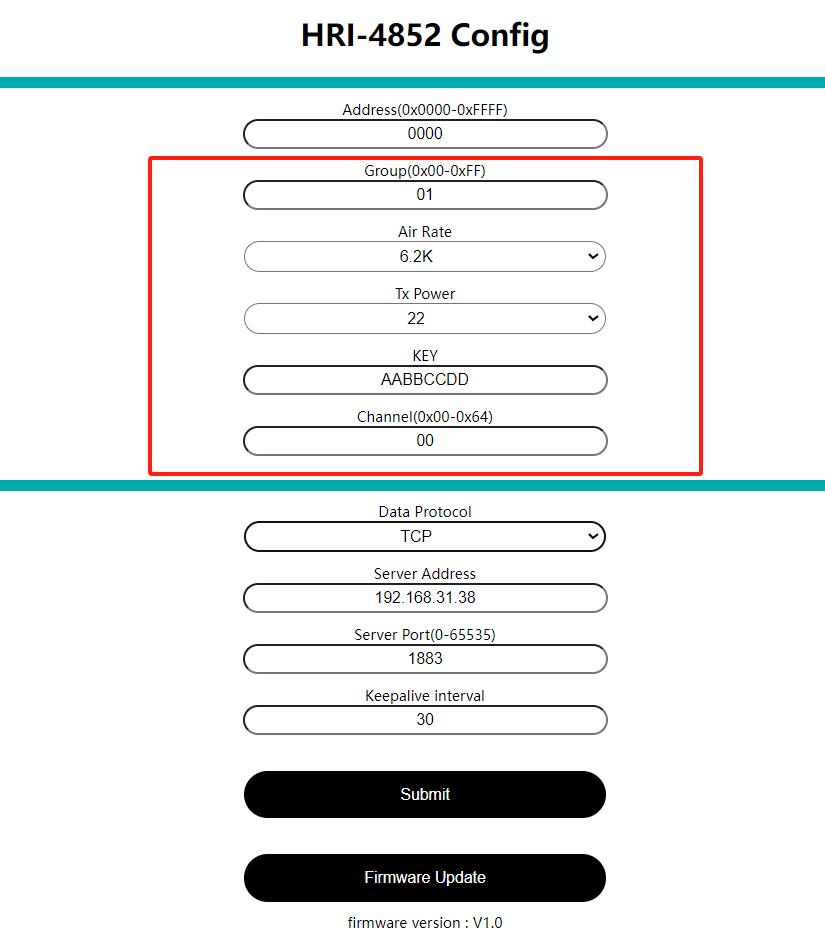 HRI-4852 Config
Address(0x0000-0xFFFF)
0000
Group(0x00-0xFF)
01
Air Rate
6.2K
Tx Power
22
KEY
AABBCCDD
Channel(0x00-0x64)
00
Data Protocol
TCP
Server Address
192.168.31.38
Server Port(0-65535)
1883
Keepalive interval
30
Submit
Firmware Update
firmware version : V1.0